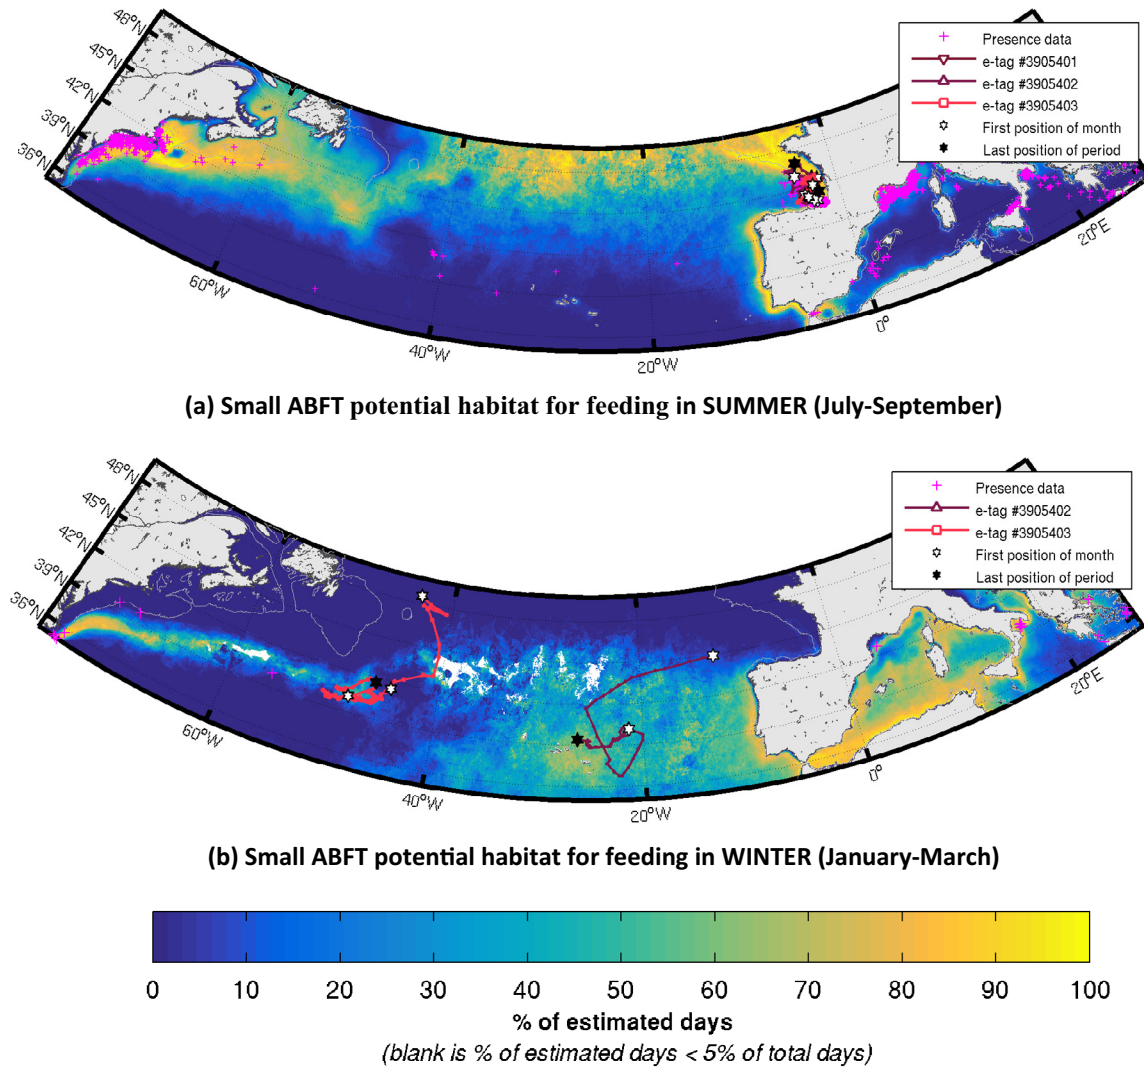 48°N
45°N
42°N
39°N
36°N
60°W
40°W
20°W
0°
20°E
Presence data
e-tag #3905401
e-tag #3905402
e-tag #3905403
First position of month
Last position of period
(a) Small ABFT potential habitat for feeding in SUMMER (July-September)
48°N
45°N
42°N
39°N
36°N
60°W
40°W
20°W
0°
20°E
Presence data
e-tag #3905402
e-tag #3905403
First position of month
Last position of period
(b) Small ABFT potential habitat for feeding in WINTER (January-March)
0 10 20 30 40 50 60 70 80 90 100
% of estimated days
(blank is % of estimated days < 5% of total days)